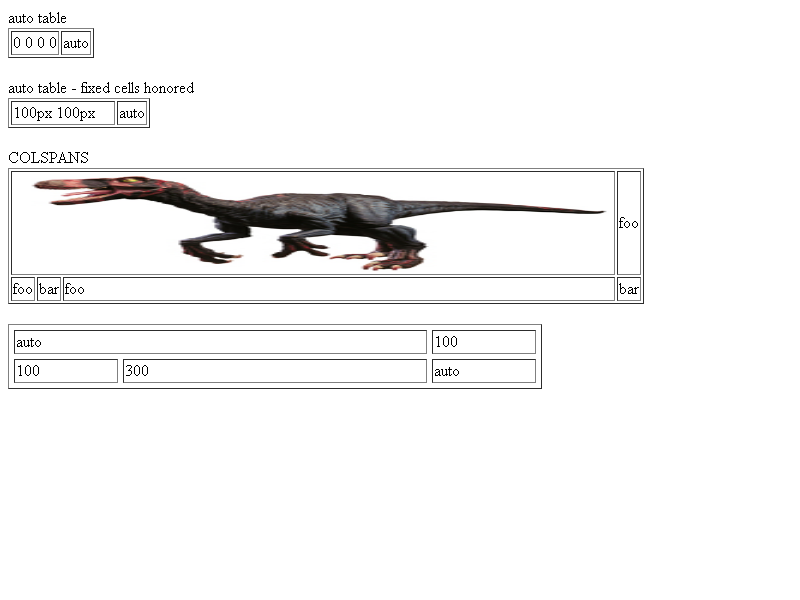 auto table
0 0 0 0 auto
auto table - fixed cells honored
100px 100px auto
COLSPANS
foo
foo bar foo bar
auto 100
100 300 auto